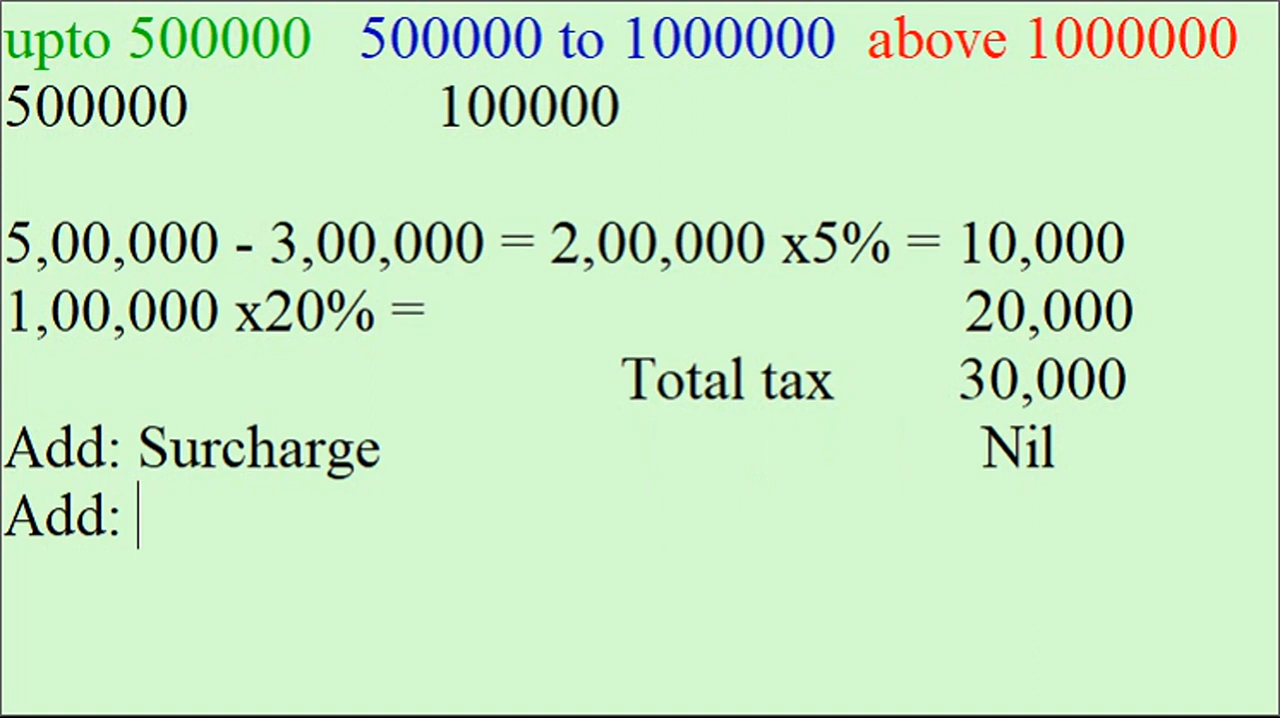 upto 500000 500000 to 1000000 above 1000000
500000 100000
5,00,000 - 3,00,000 = 2,00,000 x5% = 10,000
1,00,000 x20% = 20,000
Total tax 30,000
Add: Surcharge Nil
Add: